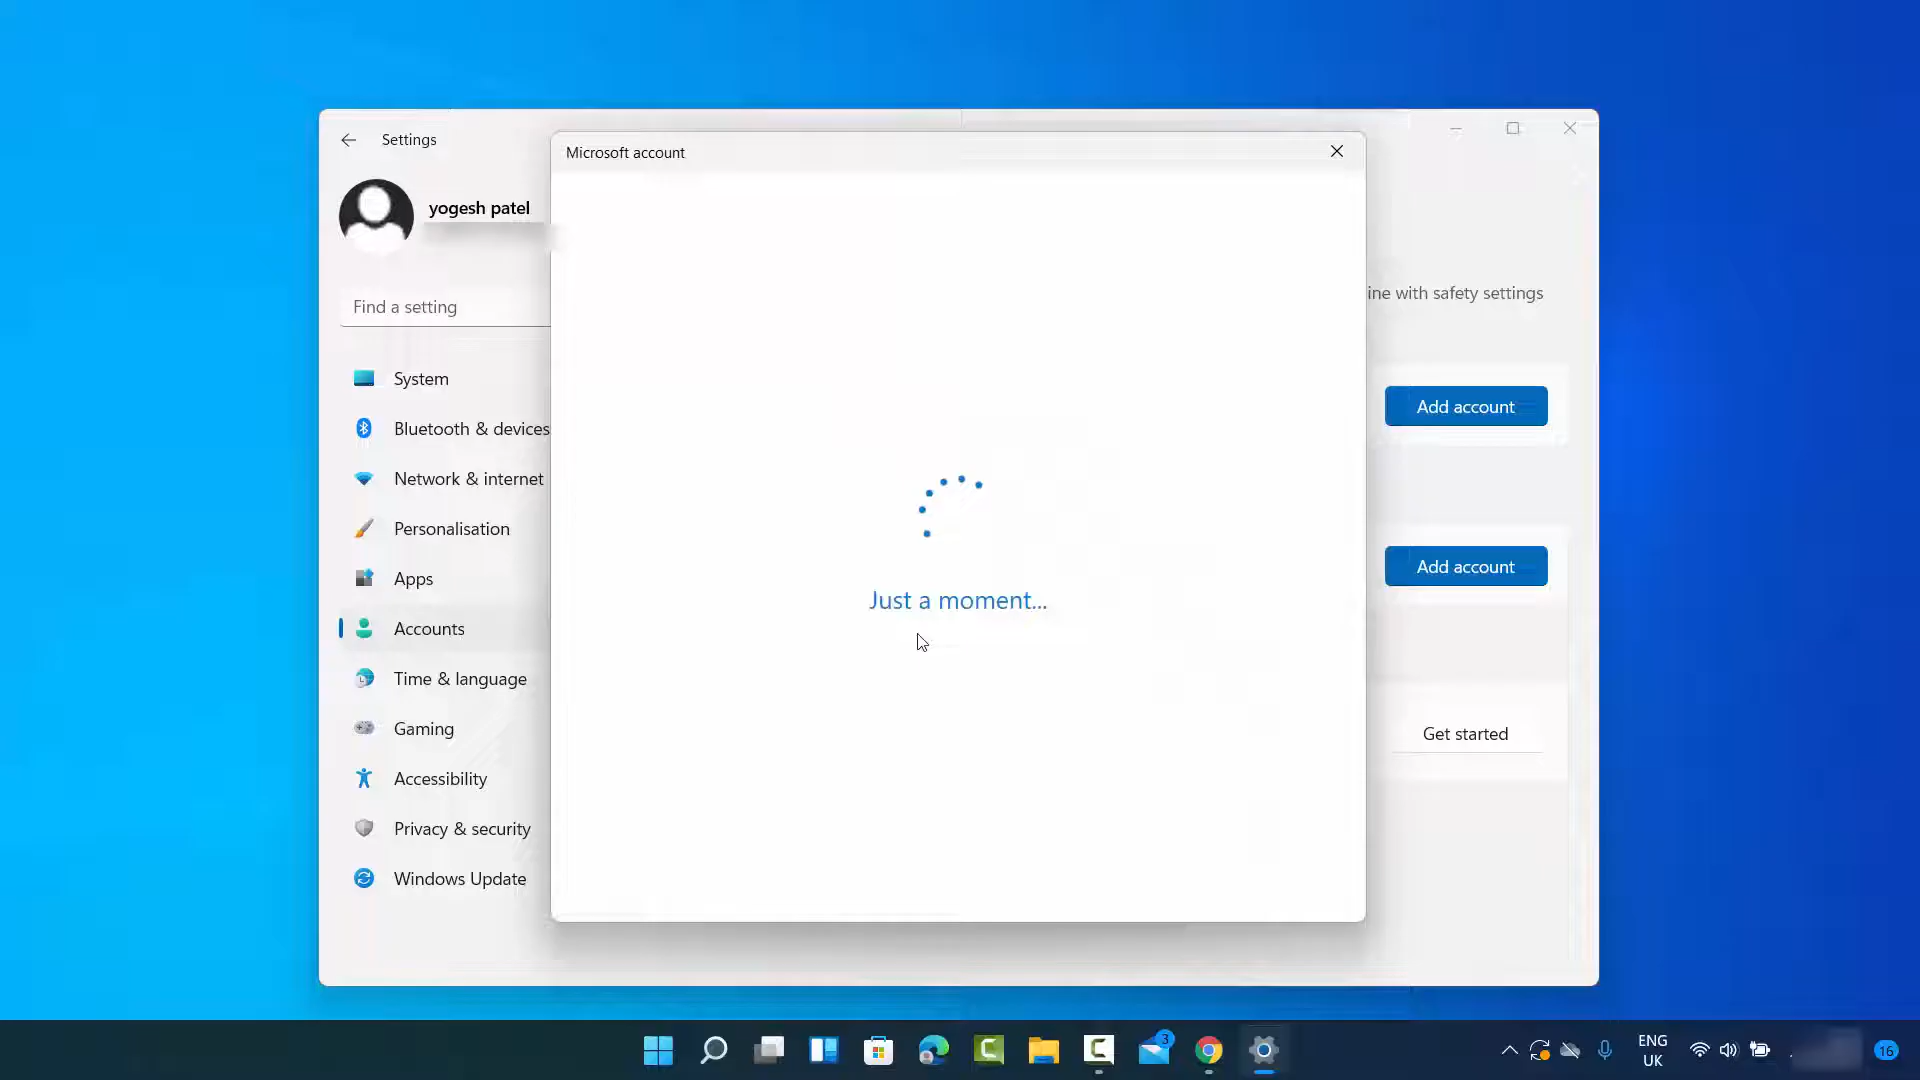 Settings
Microsoft account
yogesh patel
Find a setting
ine with safety settings
System
Add account
Bluetooth & devices
Network & internet
Personalisation
Add account
Apps
Just a moment...
Accounts
Time & language
Gaming
Get started
Accessibility
Privacy & security
Windows Update
3
ENG
UK
16